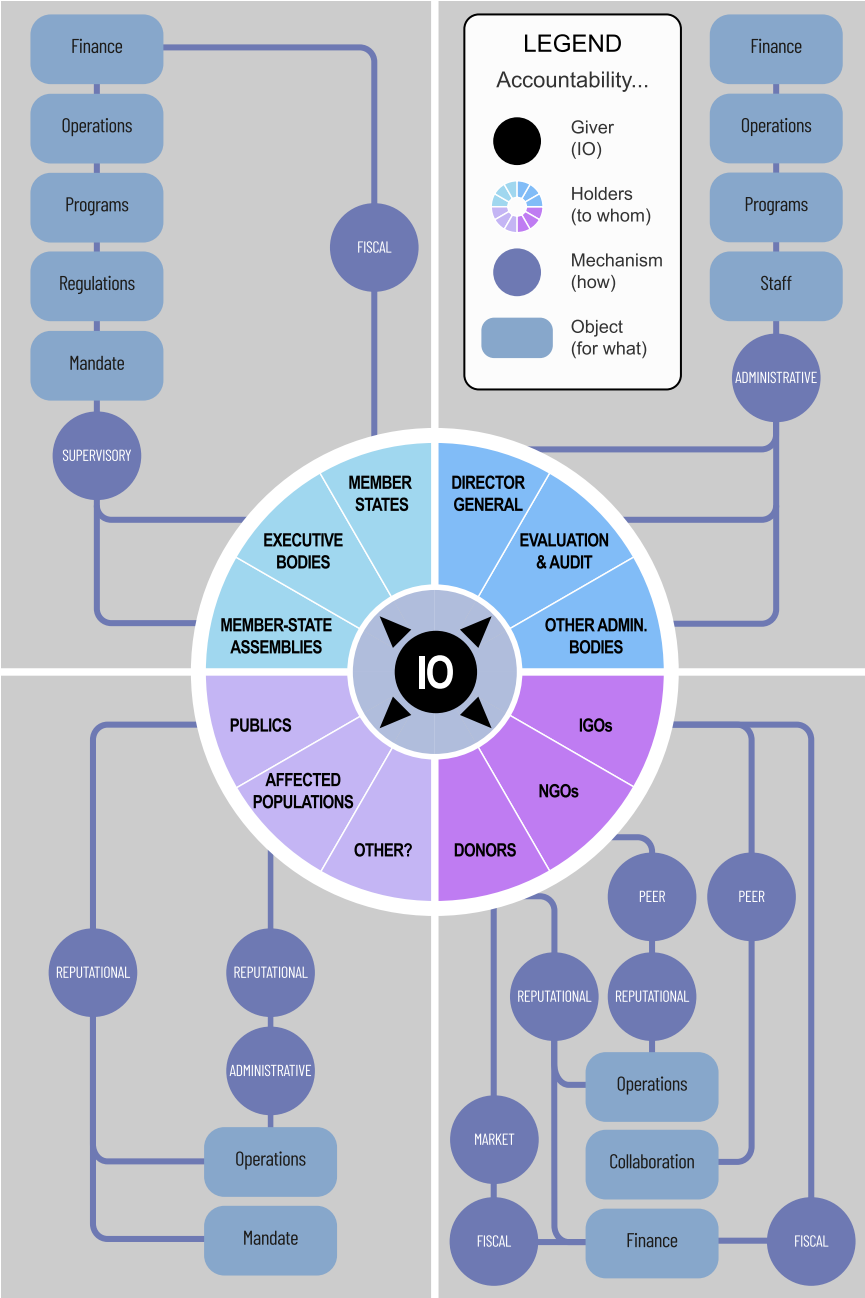 Finance
Operations
Programs
Regulations
Mandate
SUPERVISORY
FISCAL
LEGEND
Accountability...
Giver
(IO)
Holders
(to whom)
Mechanism
(how)
Object
(for what)
Finance
Operations
Programs
Staff
ADMINISTRATIVE
MEMBER
STATES
EXECUTIVE
BODIES
MEMBER-STATE
ASSEMBLIES
DIRECTOR
GENERAL
EVALUATION
& AUDIT
OTHER ADMIN.
BODIES
IO
PUBLICS
AFFECTED
POPULATIONS
OTHER?
IGOs
NGOs
DONORS
REPUTATIONAL
REPUTATIONAL
ADMINISTRATIVE
Operations
Mandate
PEER
PEER
REPUTATIONAL
REPUTATIONAL
Operations
MARKET
Collaboration
FISCAL
Finance
FISCAL